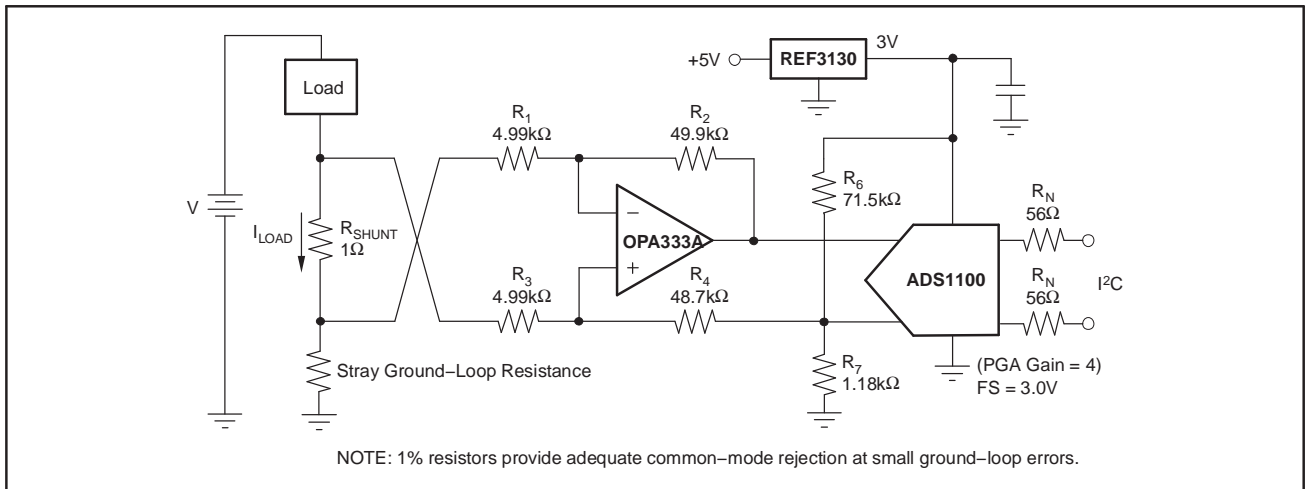 +5V
REF3130
3V
Load
R1
4.99kΩ
R2
49.9kΩ
R6
71.5kΩ
V
ILOAD
RSHUNT
1Ω
−
OPA333A
+
RN
56Ω
ADS1100
RN
56Ω
I²C
R3
4.99kΩ
R4
48.7kΩ
Stray Ground−Loop Resistance
R7
1.18kΩ
(PGA Gain = 4)
FS = 3.0V
NOTE: 1% resistors provide adequate common−mode rejection at small ground−loop errors.